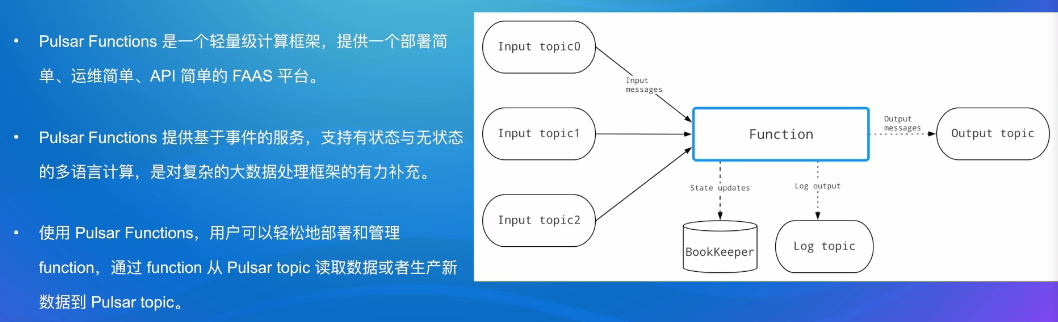 • Pulsar Functions 是一个轻量级计算框架，提供一个部署简
单、运维简单、API 简单的 FAAS 平台。
• Pulsar Functions 提供基于事件的服务，支持有状态与无状态
的多语言计算，是对复杂的大数据处理框架的有力补充。
• 使用 Pulsar Functions，用户可以轻松地部署和管理
function，通过 function 从 Pulsar topic 读取数据或者生产新
数据到 Pulsar topic。
Input topic0
Input
messages
Input topic1
Function
Output
messages
Output topic
Input topic2
State updates
Log output
BookKeeper
Log topic